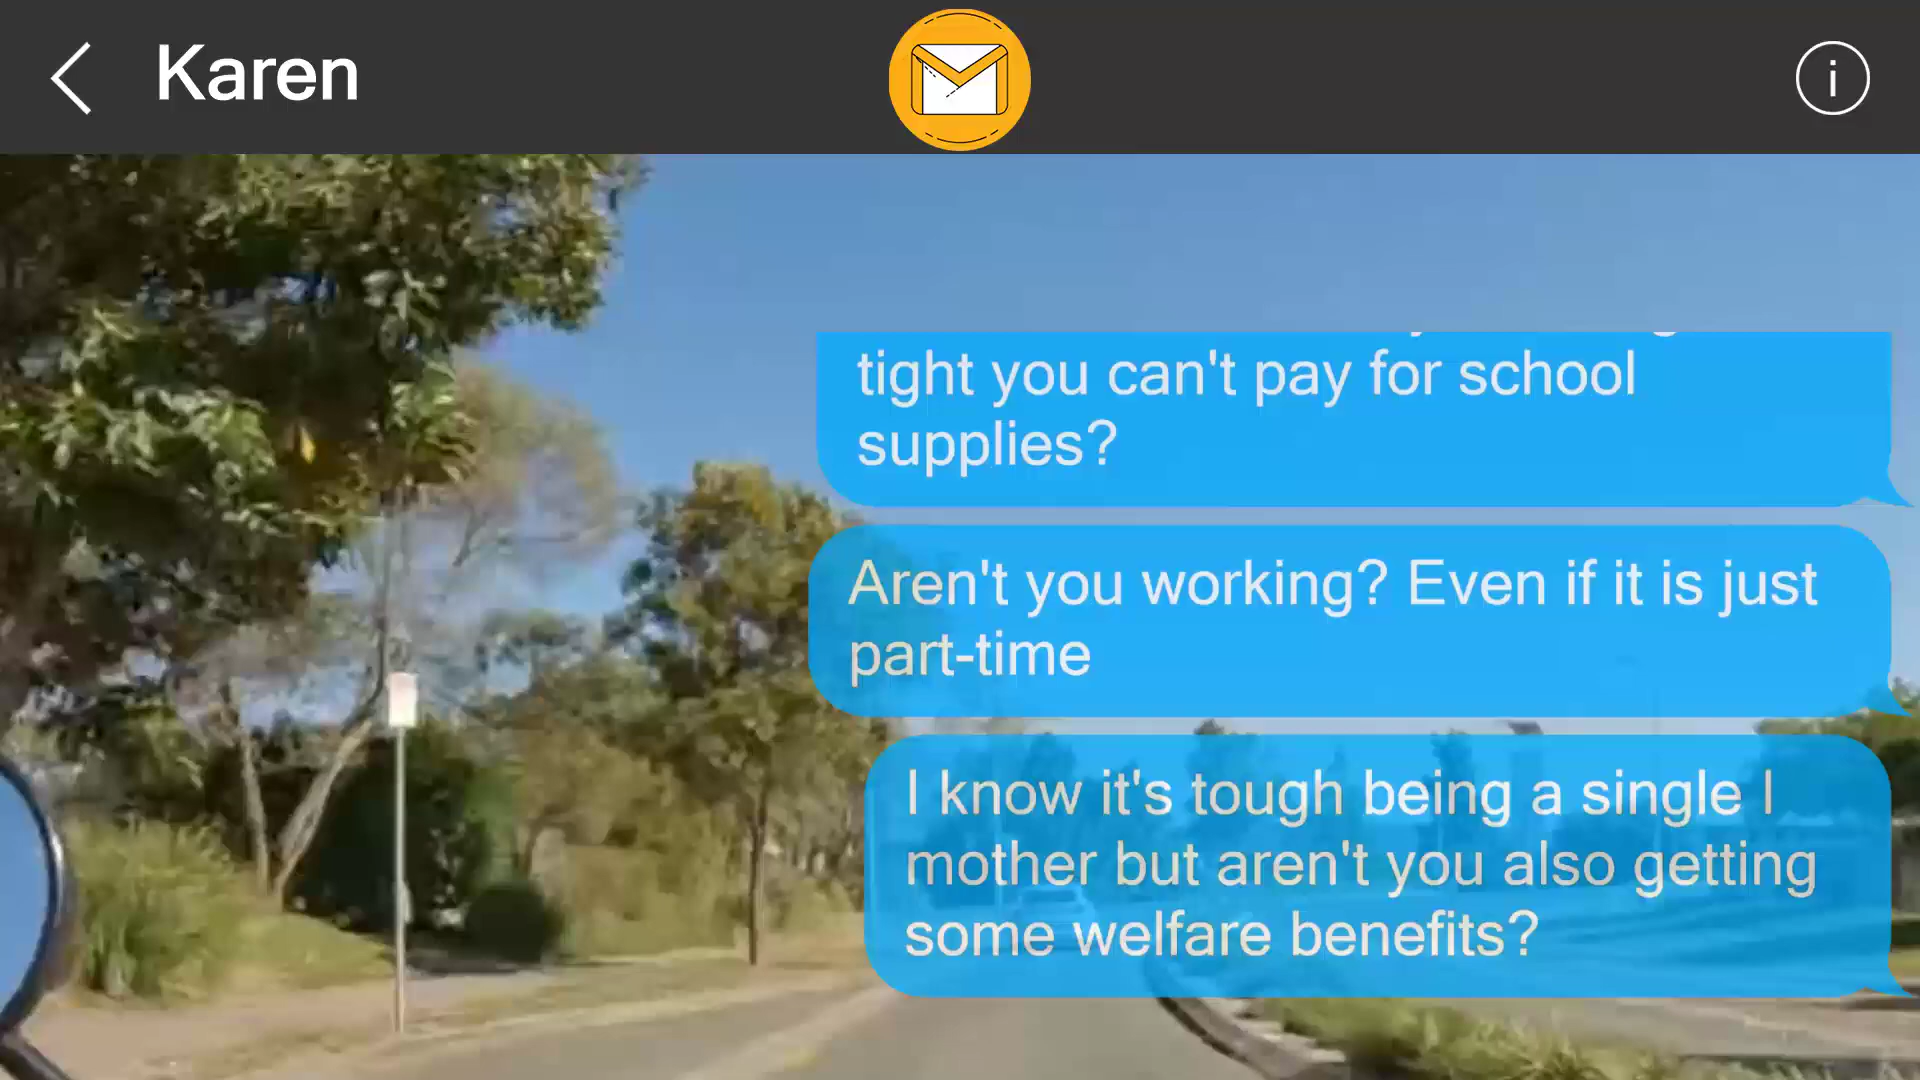 Karen
i
tight you can't pay for school
supplies?
Aren't you working? Even if it is just
part-time
I know it's tough being a single I
mother but aren't you also getting
some welfare benefits?